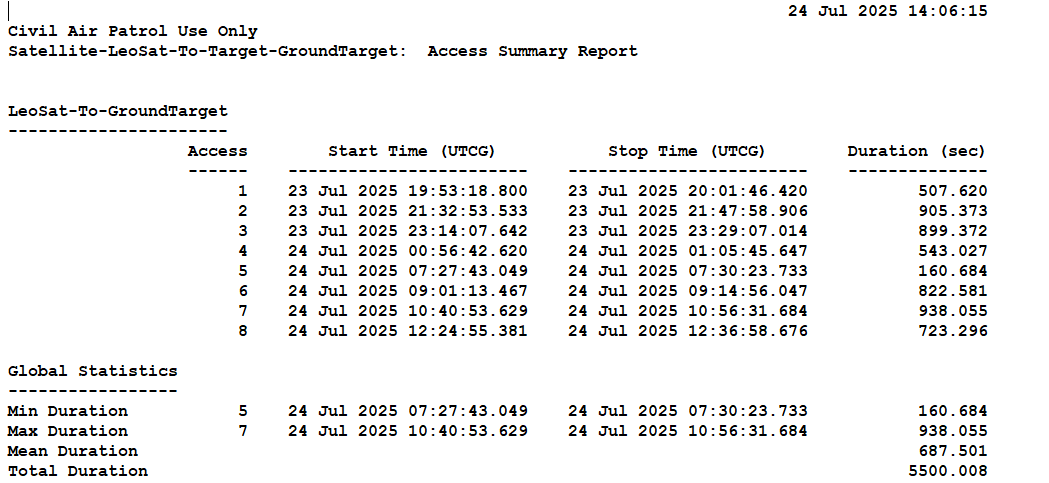 24 Jul 2025 14:06:15
Civil Air Patrol Use Only
Satellite-LeoSat-To-Target-GroundTarget:  Access Summary Report
LeoSat-To-GroundTarget
----------------------
Access    Start Time (UTCG)    Stop Time (UTCG)    Duration (sec)
------    ------------------------    ------------------------    --------------
1    23 Jul 2025 19:53:18.800    23 Jul 2025 20:01:46.420    507.620
2    23 Jul 2025 21:32:53.533    23 Jul 2025 21:47:58.906    905.373
3    23 Jul 2025 23:14:07.642    23 Jul 2025 23:29:07.014    899.372
4    24 Jul 2025 00:56:42.620    24 Jul 2025 01:05:45.647    543.027
5    24 Jul 2025 07:27:43.049    24 Jul 2025 07:30:23.733    160.684
6    24 Jul 2025 09:01:13.467    24 Jul 2025 09:14:56.047    822.581
7    24 Jul 2025 10:40:53.629    24 Jul 2025 10:56:31.684    938.055
8    24 Jul 2025 12:24:55.381    24 Jul 2025 12:36:58.676    723.296
Global Statistics
-----------------
Min Duration    5    24 Jul 2025 07:27:43.049    24 Jul 2025 07:30:23.733    160.684
Max Duration    7    24 Jul 2025 10:40:53.629    24 Jul 2025 10:56:31.684    938.055
Mean Duration    687.501
Total Duration    5500.008